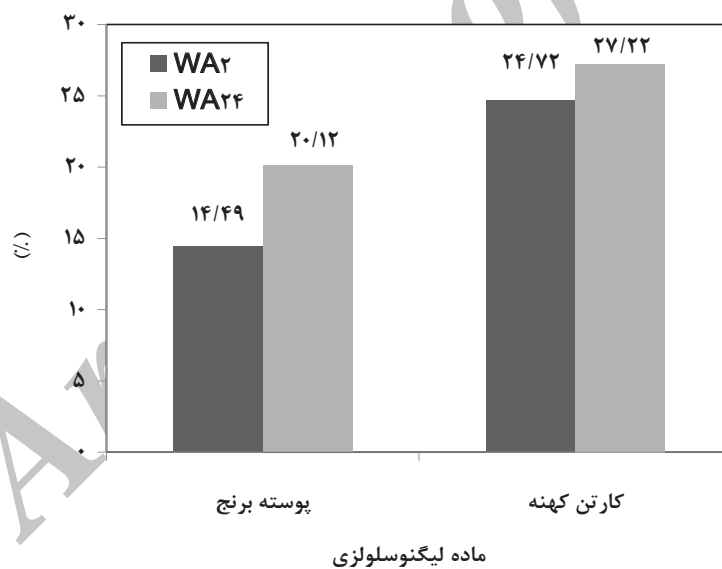 ۳۰
۲۵
۲۰
۱۵
۱۰
۵
۰
(٪)
WA۲
WA۲۴
۱۴/۴۹
۲۰/۱۲
۲۴/۷۲
۲۷/۲۲
پوسته برنج
کارتن کهنه
ماده لیگنوسلولزی